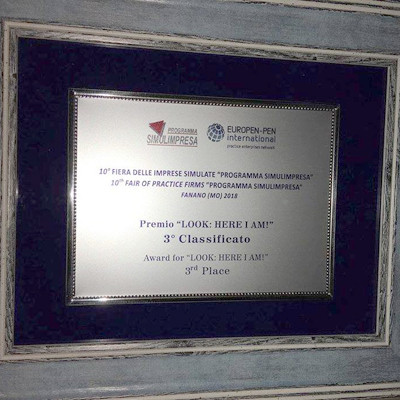 PROGRAMMA
SIMULIMPRESA
EUROPEN-PEN
international
practice enterprises network
10° FIERA DELLE IMPRESE SIMULATE "PROGRAMMA SIMULIMPRESA"
10TH FAIR OF PRACTICE FIRMS "PROGRAMMA SIMULIMPRESA"
FANANO (MO) 2018
Premio "LOOK: HERE I AM!"
3° Classificato
Award for "LOOK: HERE I AM!"
3rd Place